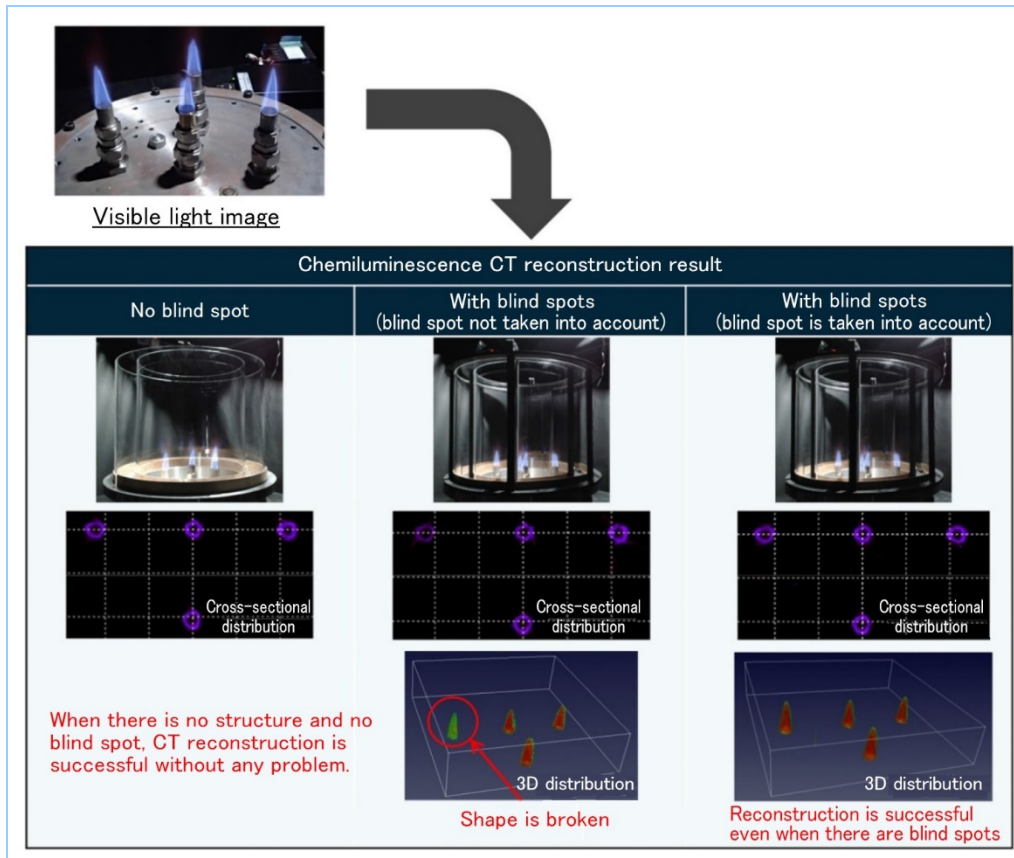 Visible light image
Chemiluminescence CT reconstruction result
No blind spot
With blind spots
(blind spot not taken into account)
With blind spots
(blind spot is taken into account)
Cross-sectional
distribution
Cross-sectional
distribution
Cross-sectional
distribution
When there is no structure and no
blind spot, CT reconstruction is
successful without any problem.
3D distribution
Shape is broken
3D distribution
Reconstruction is successful
even when there are blind spots